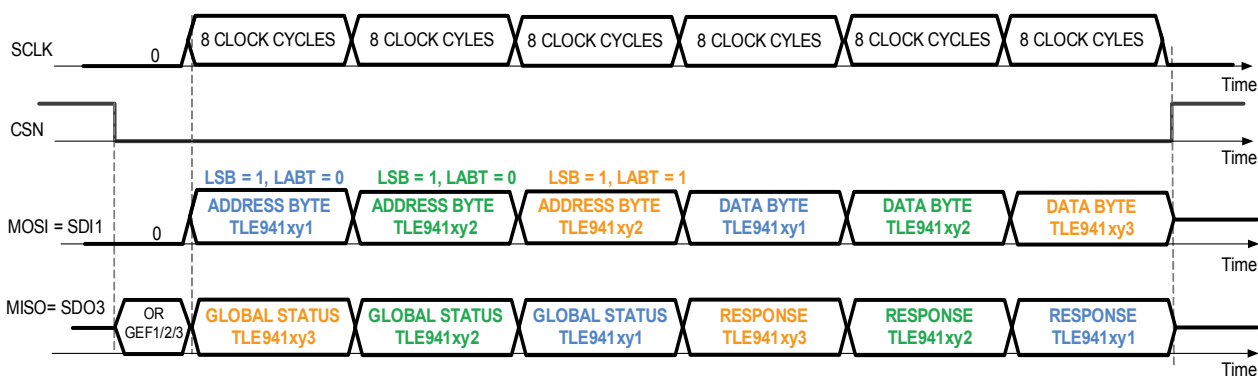 SCLK
0
8 CLOCK CYCLES
8 CLOCK CYLES
8 CLOCK CYCLES
8 CLOCK CYLES
8 CLOCK CYCLES
8 CLOCK CYLES
Time
CSN
Time
LSB = 1, LABT = 0
LSB = 1, LABT = 0
LSB = 1, LABT = 1
MOSI = SDI1
0
ADDRESS BYTE
TLE941xy1
ADDRESS BYTE
TLE941xy2
ADDRESS BYTE
TLE941xy2
DATA BYTE
TLE941xy1
DATA BYTE
TLE941xy2
DATA BYTE
TLE941xy3
Time
MISO= SDO3
OR
GEF1/2/3
GLOBAL STATUS
TLE941xy3
GLOBAL STATUS
TLE941xy2
GLOBAL STATUS
TLE941xy1
RESPONSE
TLE941xy3
RESPONSE
TLE941xy2
RESPONSE
TLE941xy1
Time